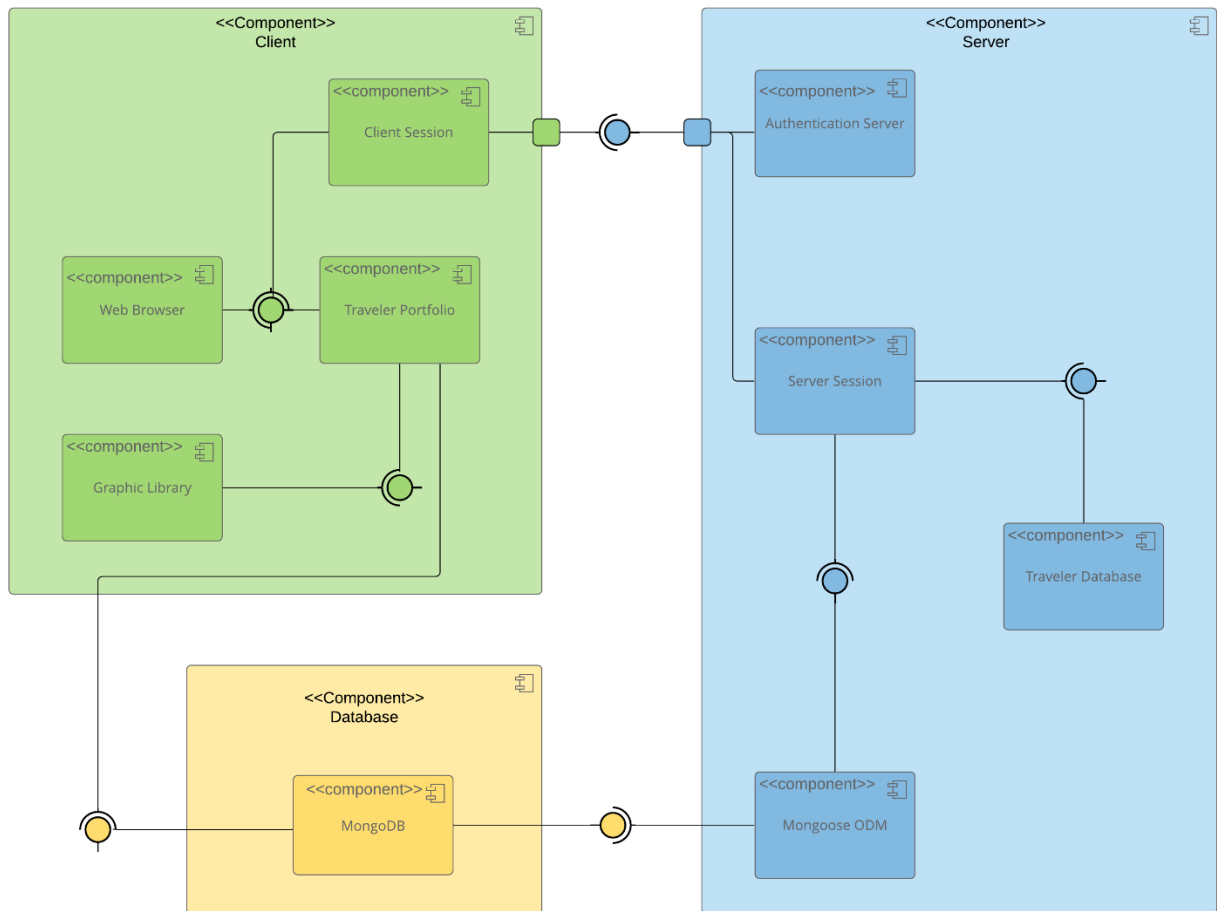 <<Component>>
Client
<<component>>
Client Session
<<component>>
Web Browser
<<component>>
Traveler Portfolio
<<component>>
Graphic Library
<<Component>>
Server
<<component>>
Authentication Server
<<component>>
Server Session
<<component>>
Traveler Database
<<component>>
Mongoose ODM
<<Component>>
Database
<<component>>
MongoDB